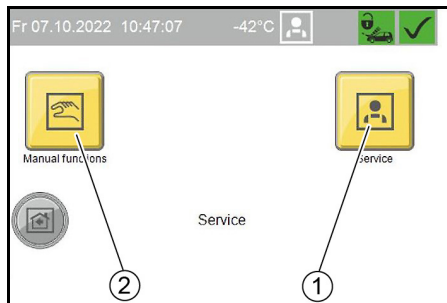 Fr 07.10.2022 10:47:07 -42°C
Manual functions
Service
Service
2
1